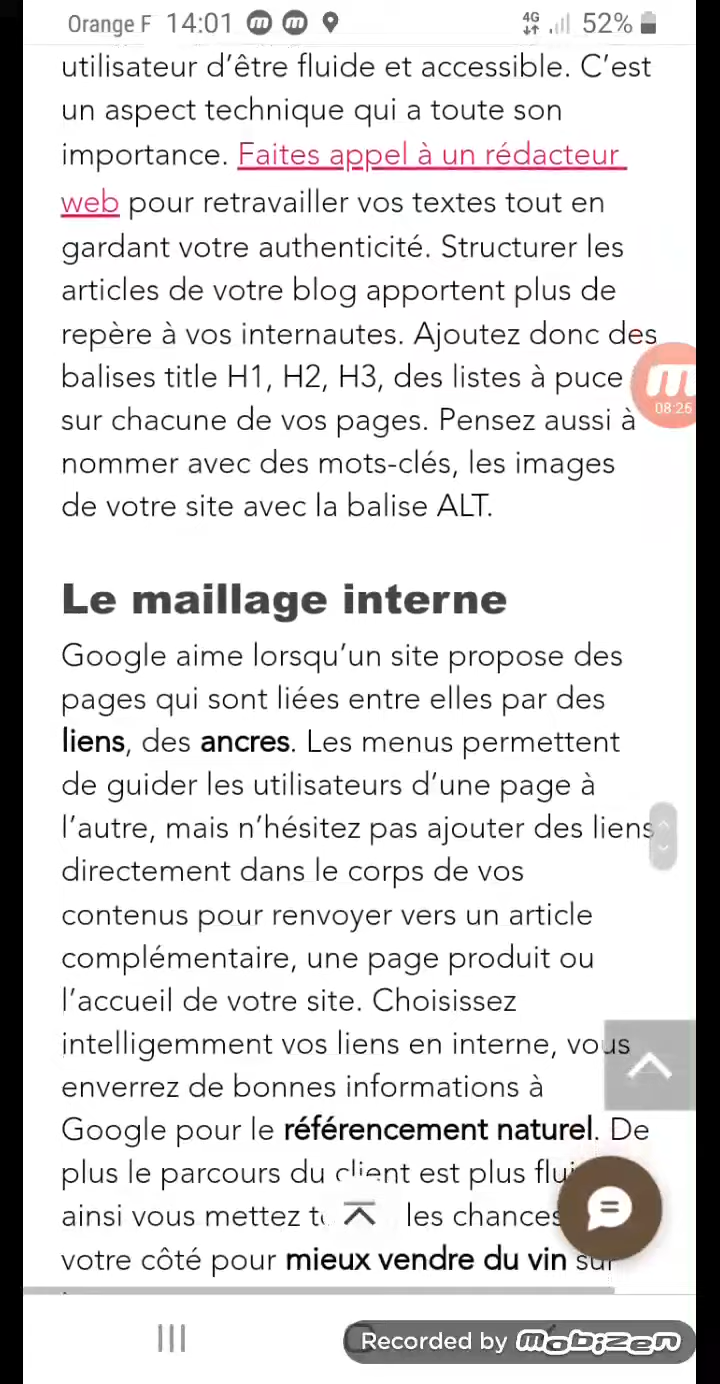 Orange F 14:01 4G 52%
utilisateur d'être fluide et accessible. C'est
un aspect technique qui a toute son
importance. Faites appel à un rédacteur
web pour retravailler vos textes tout en
gardant votre authenticité. Structurer les
articles de votre blog apportent plus de
repère à vos internautes. Ajoutez donc des
balises title H1, H2, H3, des listes à puce
08:26
sur chacune de vos pages. Pensez aussi à
nommer avec des mots-clés, les images
de votre site avec la balise ALT.
Le maillage interne
Google aime lorsqu'un site propose des
pages qui sont liées entre elles par des
liens, des ancres. Les menus permettent
de guider les utilisateurs d'une page à
l'autre, mais n'hésitez pas ajouter des liens
directement dans le corps de vos
contenus pour renvoyer vers un article
complémentaire, une page produit ou
l'accueil de votre site. Choisissez
intelligemment vos liens en interne, vous
enverrez de bonnes informations à
Google pour le référencement naturel. De
plus le parcours du client est plus
ainsi vous mettez les chances
votre côté pour mieux vendre du vin sur
Recorded by mobizen